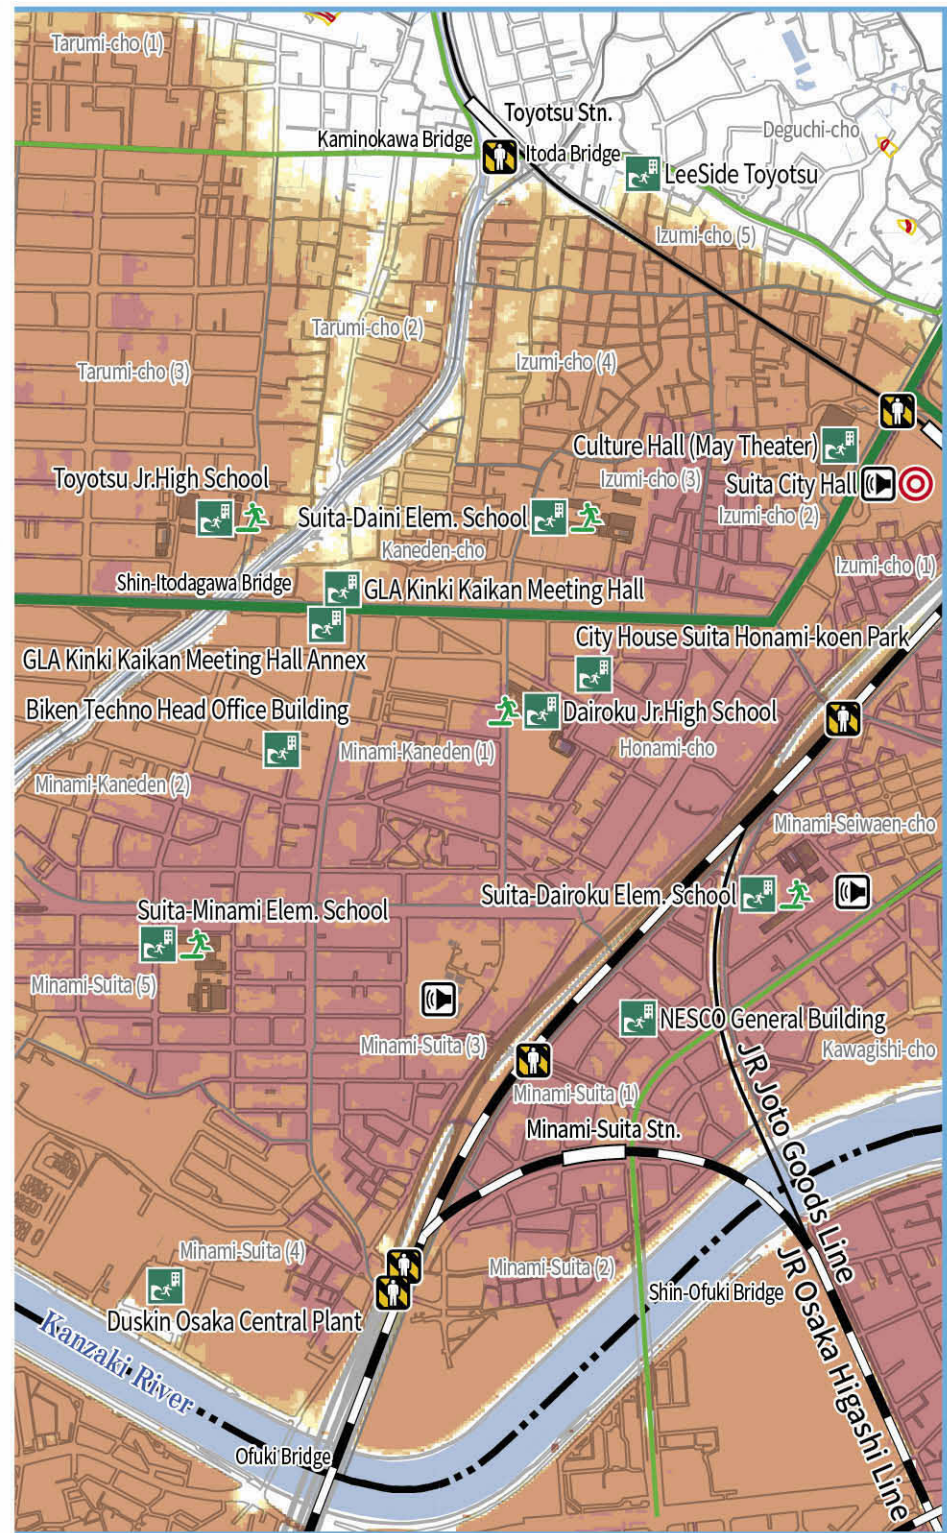 Tarumi-cho (1)
Toyotsu Stn.
Deguchi-cho
Kaminokawa Bridge
Itoda Bridge
LeeSide Toyotsu
Izumi-cho (5)
Tarumi-cho (2)
Tarumi-cho (3)
Izumi-cho (4)
Culture Hall (May Theater)
Toyotsu Jr.High School
Izumi-cho (3)
Suita City Hall
Suita-Daini Elem. School
Izumi-cho (2)
Kaneden-cho
Izumi-cho (1)
Shin-Itodagawa Bridge
GLA Kinki Kaikan Meeting Hall
City House Suita Honami-koen Park
GLA Kinki Kaikan Meeting Hall Annex
Biken Techno Head Office Building
Dairoku Jr.High School
Minami-Kaneden (1)
Honami-cho
Minami-Kaneden (2)
Minami-Seiwaen-cho
Suita-Dairoku Elem. School
Suita-Minami Elem. School
Minami-Suita (5)
NESCO General Building
Minami-Suita (3)
Kawagishi-cho
Minami-Suita (1)
Minami-Suita Stn.
JR Joto Goods Line
Minami-Suita (4)
Minami-Suita (2)
Shin-Ofuki Bridge
JR Osaka Higashi Line
Duskin Osaka Central Plant
Kanzaki River
Ofuki Bridge